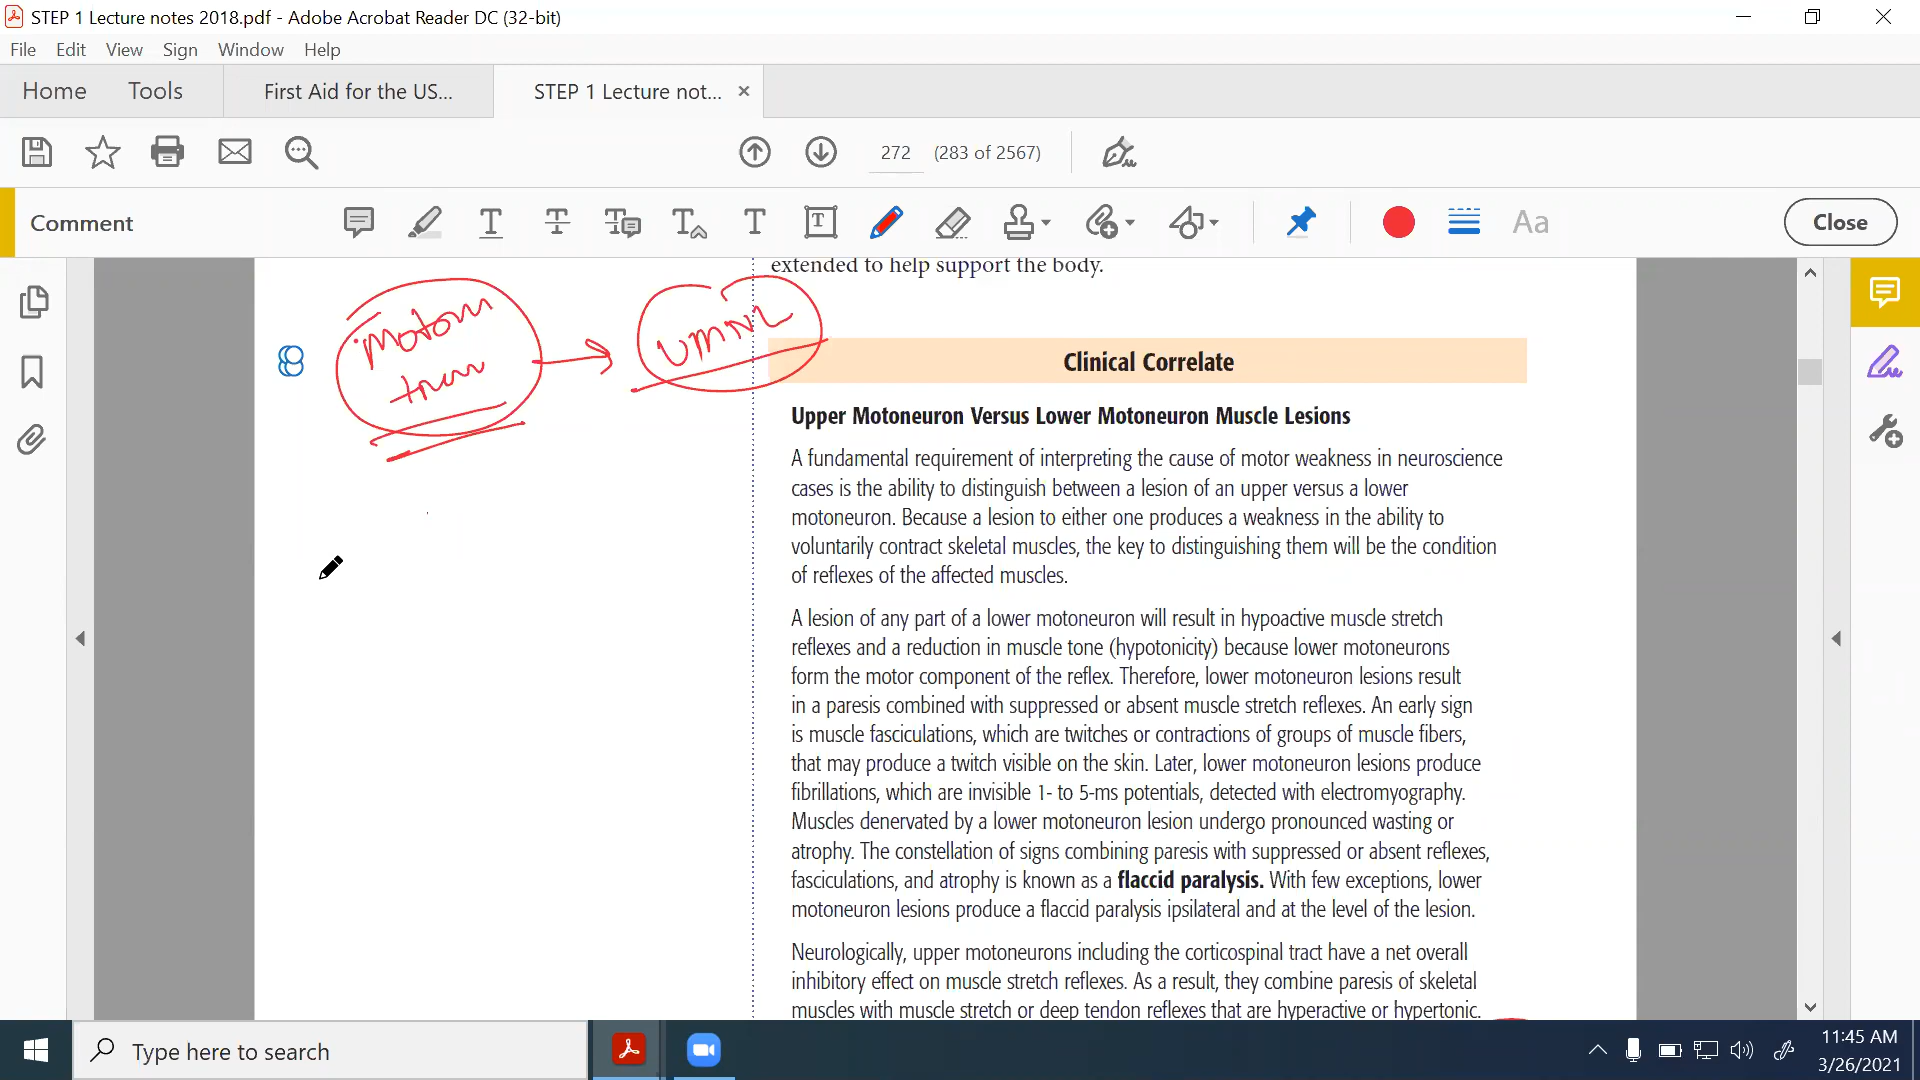 STEP 1 Lecture notes 2018.pdf - Adobe Acrobat Reader DC (32-bit)
File Edit View Sign Window Help
Home Tools First Aid for the US... STEP 1 Lecture not...
272 (283 of 2567)
Comment Close
extended to help support the body.
Motom
UMNL
Clinical Correlate
Upper Motoneuron Versus Lower Motoneuron Muscle Lesions
A fundamental requirement of interpreting the cause of motor weakness in neuroscience
cases is the ability to distinguish between a lesion of an upper versus a lower
motoneuron. Because a lesion to either one produces a weakness in the ability to
voluntarily contract skeletal muscles, the key to distinguishing them will be the condition
of reflexes of the affected muscles.
A lesion of any part of a lower motoneuron will result in hypoactive muscle stretch
reflexes and a reduction in muscle tone (hypotonicity) because lower motoneurons
form the motor component of the reflex. Therefore, lower motoneuron lesions result
in a paresis combined with suppressed or absent muscle stretch reflexes. An early sign
is muscle fasciculations, which are twitches or contractions of groups of muscle fibers,
that may produce a twitch visible on the skin. Later, lower motoneuron lesions produce
fibrillations, which are invisible 1- to 5-ms potentials, detected with electromyography.
Muscles denervated by a lower motoneuron lesion undergo pronounced wasting or
atrophy. The constellation of signs combining paresis with suppressed or absent reflexes,
fasciculations, and atrophy is known as a flaccid paralysis. With few exceptions, lower
motoneuron lesions produce a flaccid paralysis ipsilateral and at the level of the lesion.
Neurologically, upper motoneurons including the corticospinal tract have a net overall
inhibitory effect on muscle stretch reflexes. As a result, they combine paresis of skeletal
muscles with muscle stretch or deep tendon reflexes that are hyperactive or hypertonic.
Type here to search
11:45 AM
3/26/2021